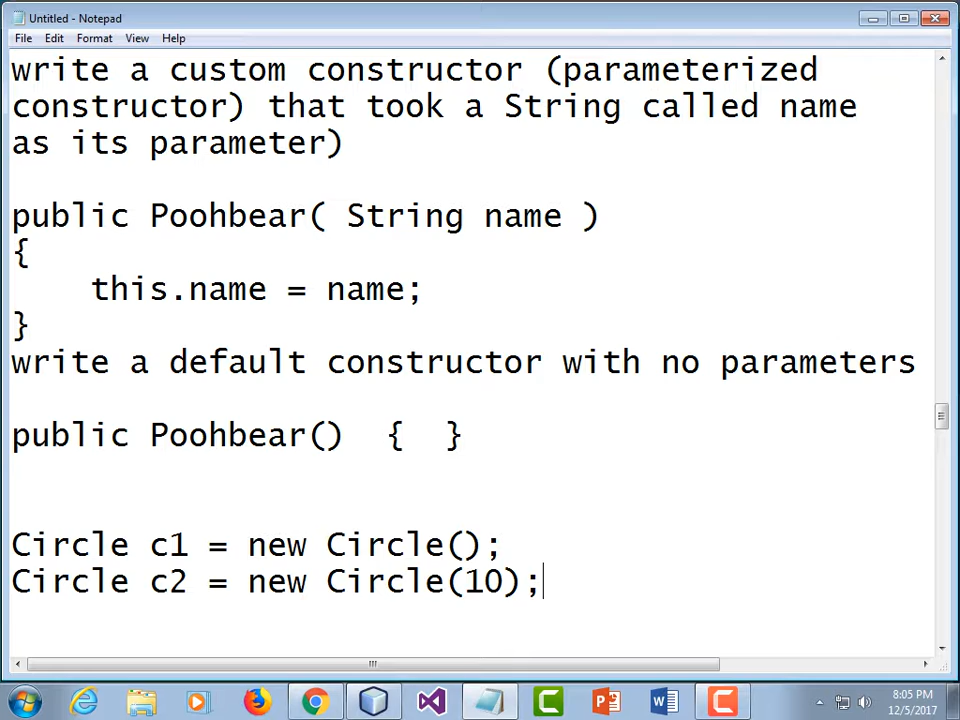 Untitled - Notepad
File Edit Format View Help
write a custom constructor (parameterized
constructor) that took a String called name
as its parameter)
public Poohbear( String name )
{
    this.name = name;
}
write a default constructor with no parameters
public Poohbear()  {  }
Circle c1 = new Circle();
Circle c2 = new Circle(10);
8:05 PM
12/5/2017